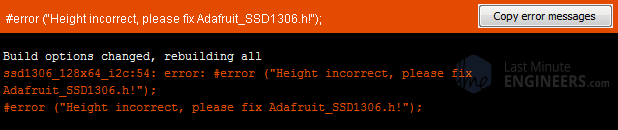 #error ("Height incorrect, please fix Adafruit_SSD1306.h!");
Copy error messages
Build options changed, rebuilding all
ssd1306_128x64_i2c:54: error: #error ("Height incorrect, please fix
Adafruit_SSD1306.h!");
#error ("Height incorrect, please fix Adafruit_SSD1306.h!");
Last Minute
ENGINEERS.com